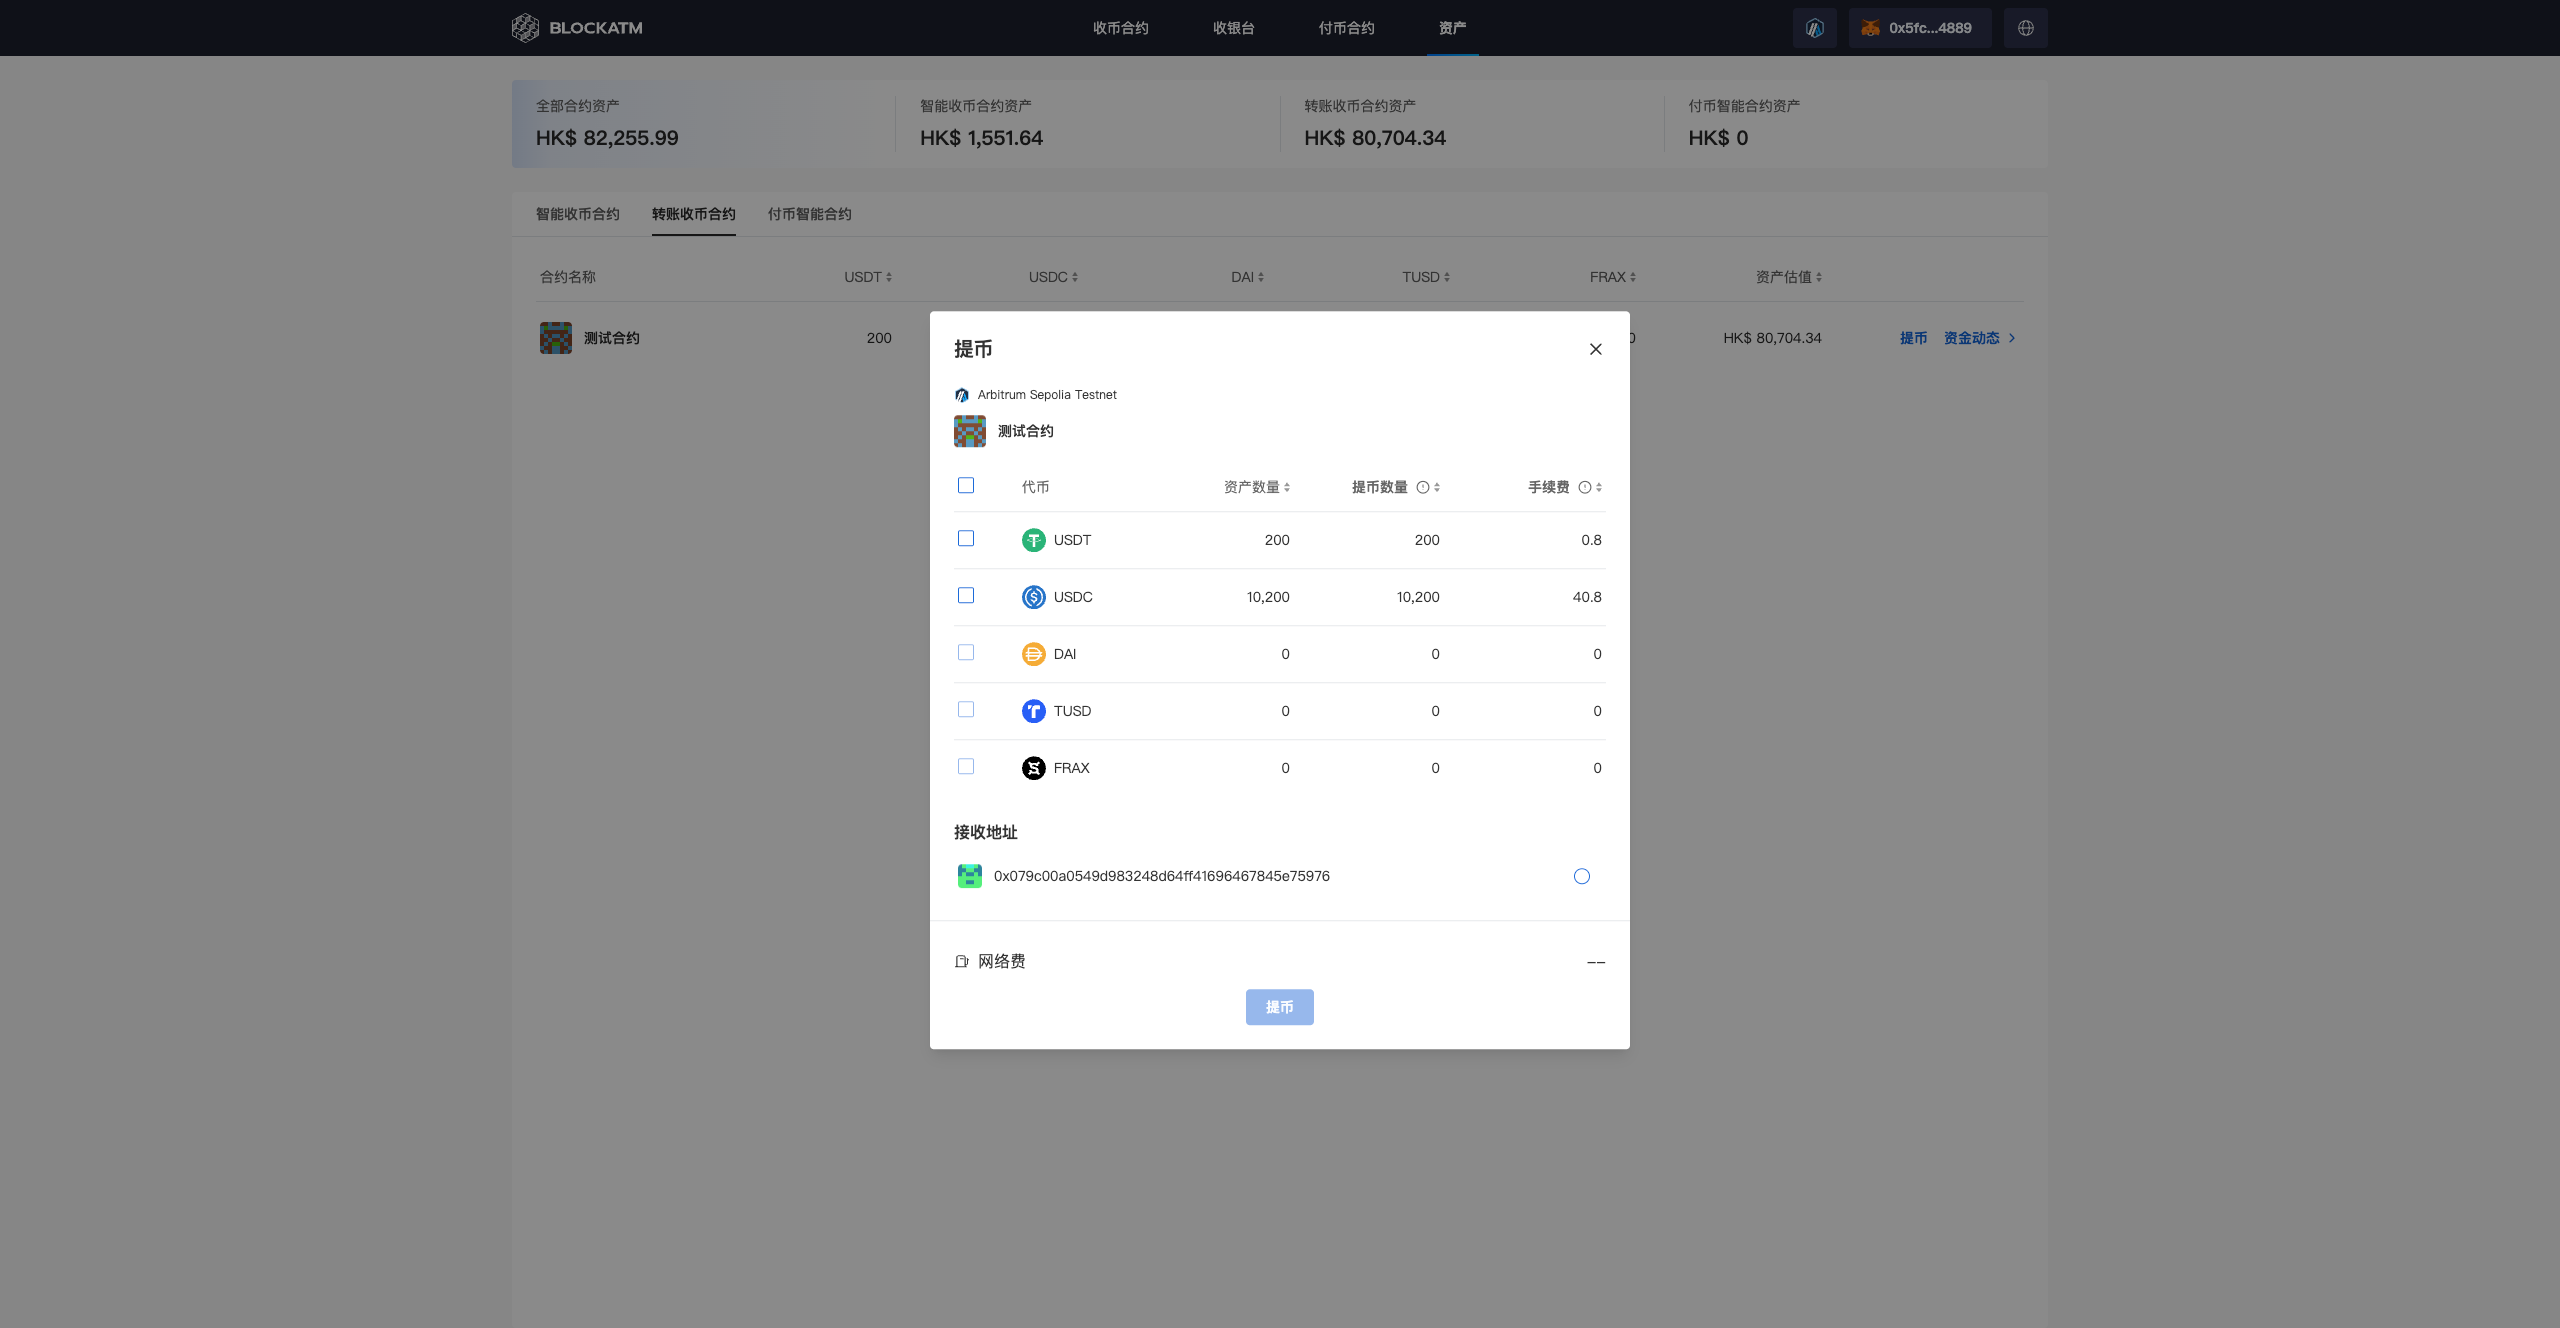 BLOCKATM
收币合约 收银台 付币合约 资产
0x5fc...4889
全部合约资产 智能收币合约资产 转账收币合约资产 付币智能合约资产
HK$ 82,255.99 HK$ 1,551.64 HK$ 80,704.34 HK$ 0
智能收币合约 转账收币合约 付币智能合约
合约名称 USDT USDC DAI TUSD FRAX 资产估值
测试合约 200 0 HK$ 80,704.34 提币 资金动态
提币
Arbitrum Sepolia Testnet
测试合约
代币 资产数量 提币数量 手续费
USDT 200 200 0.8
USDC 10,200 10,200 40.8
DAI 0 0 0
TUSD 0 0 0
FRAX 0 0 0
接收地址
0x079c00a0549d983248d64ff41696467845e75976
网络费 --
提币